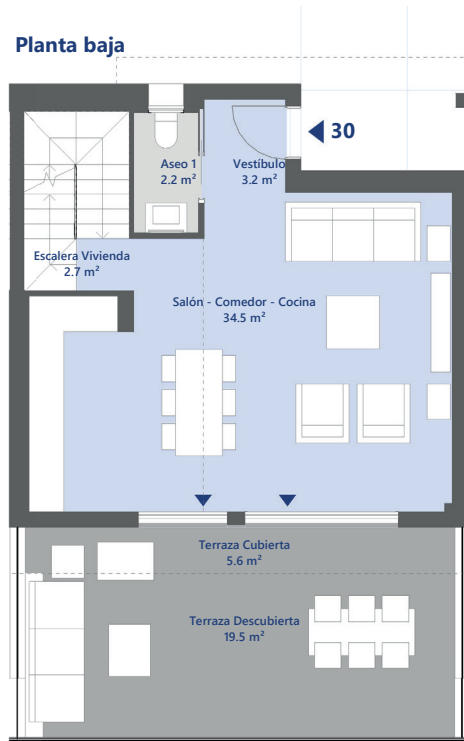 Planta baja
30
Aseo 1
2.2 m²
Vestíbulo
3.2 m²
Escalera Vivienda
2.7 m²
Salón - Comedor - Cocina
34.5 m²
Terraza Cubierta
5.6 m²
Terraza Descubierta
19.5 m²